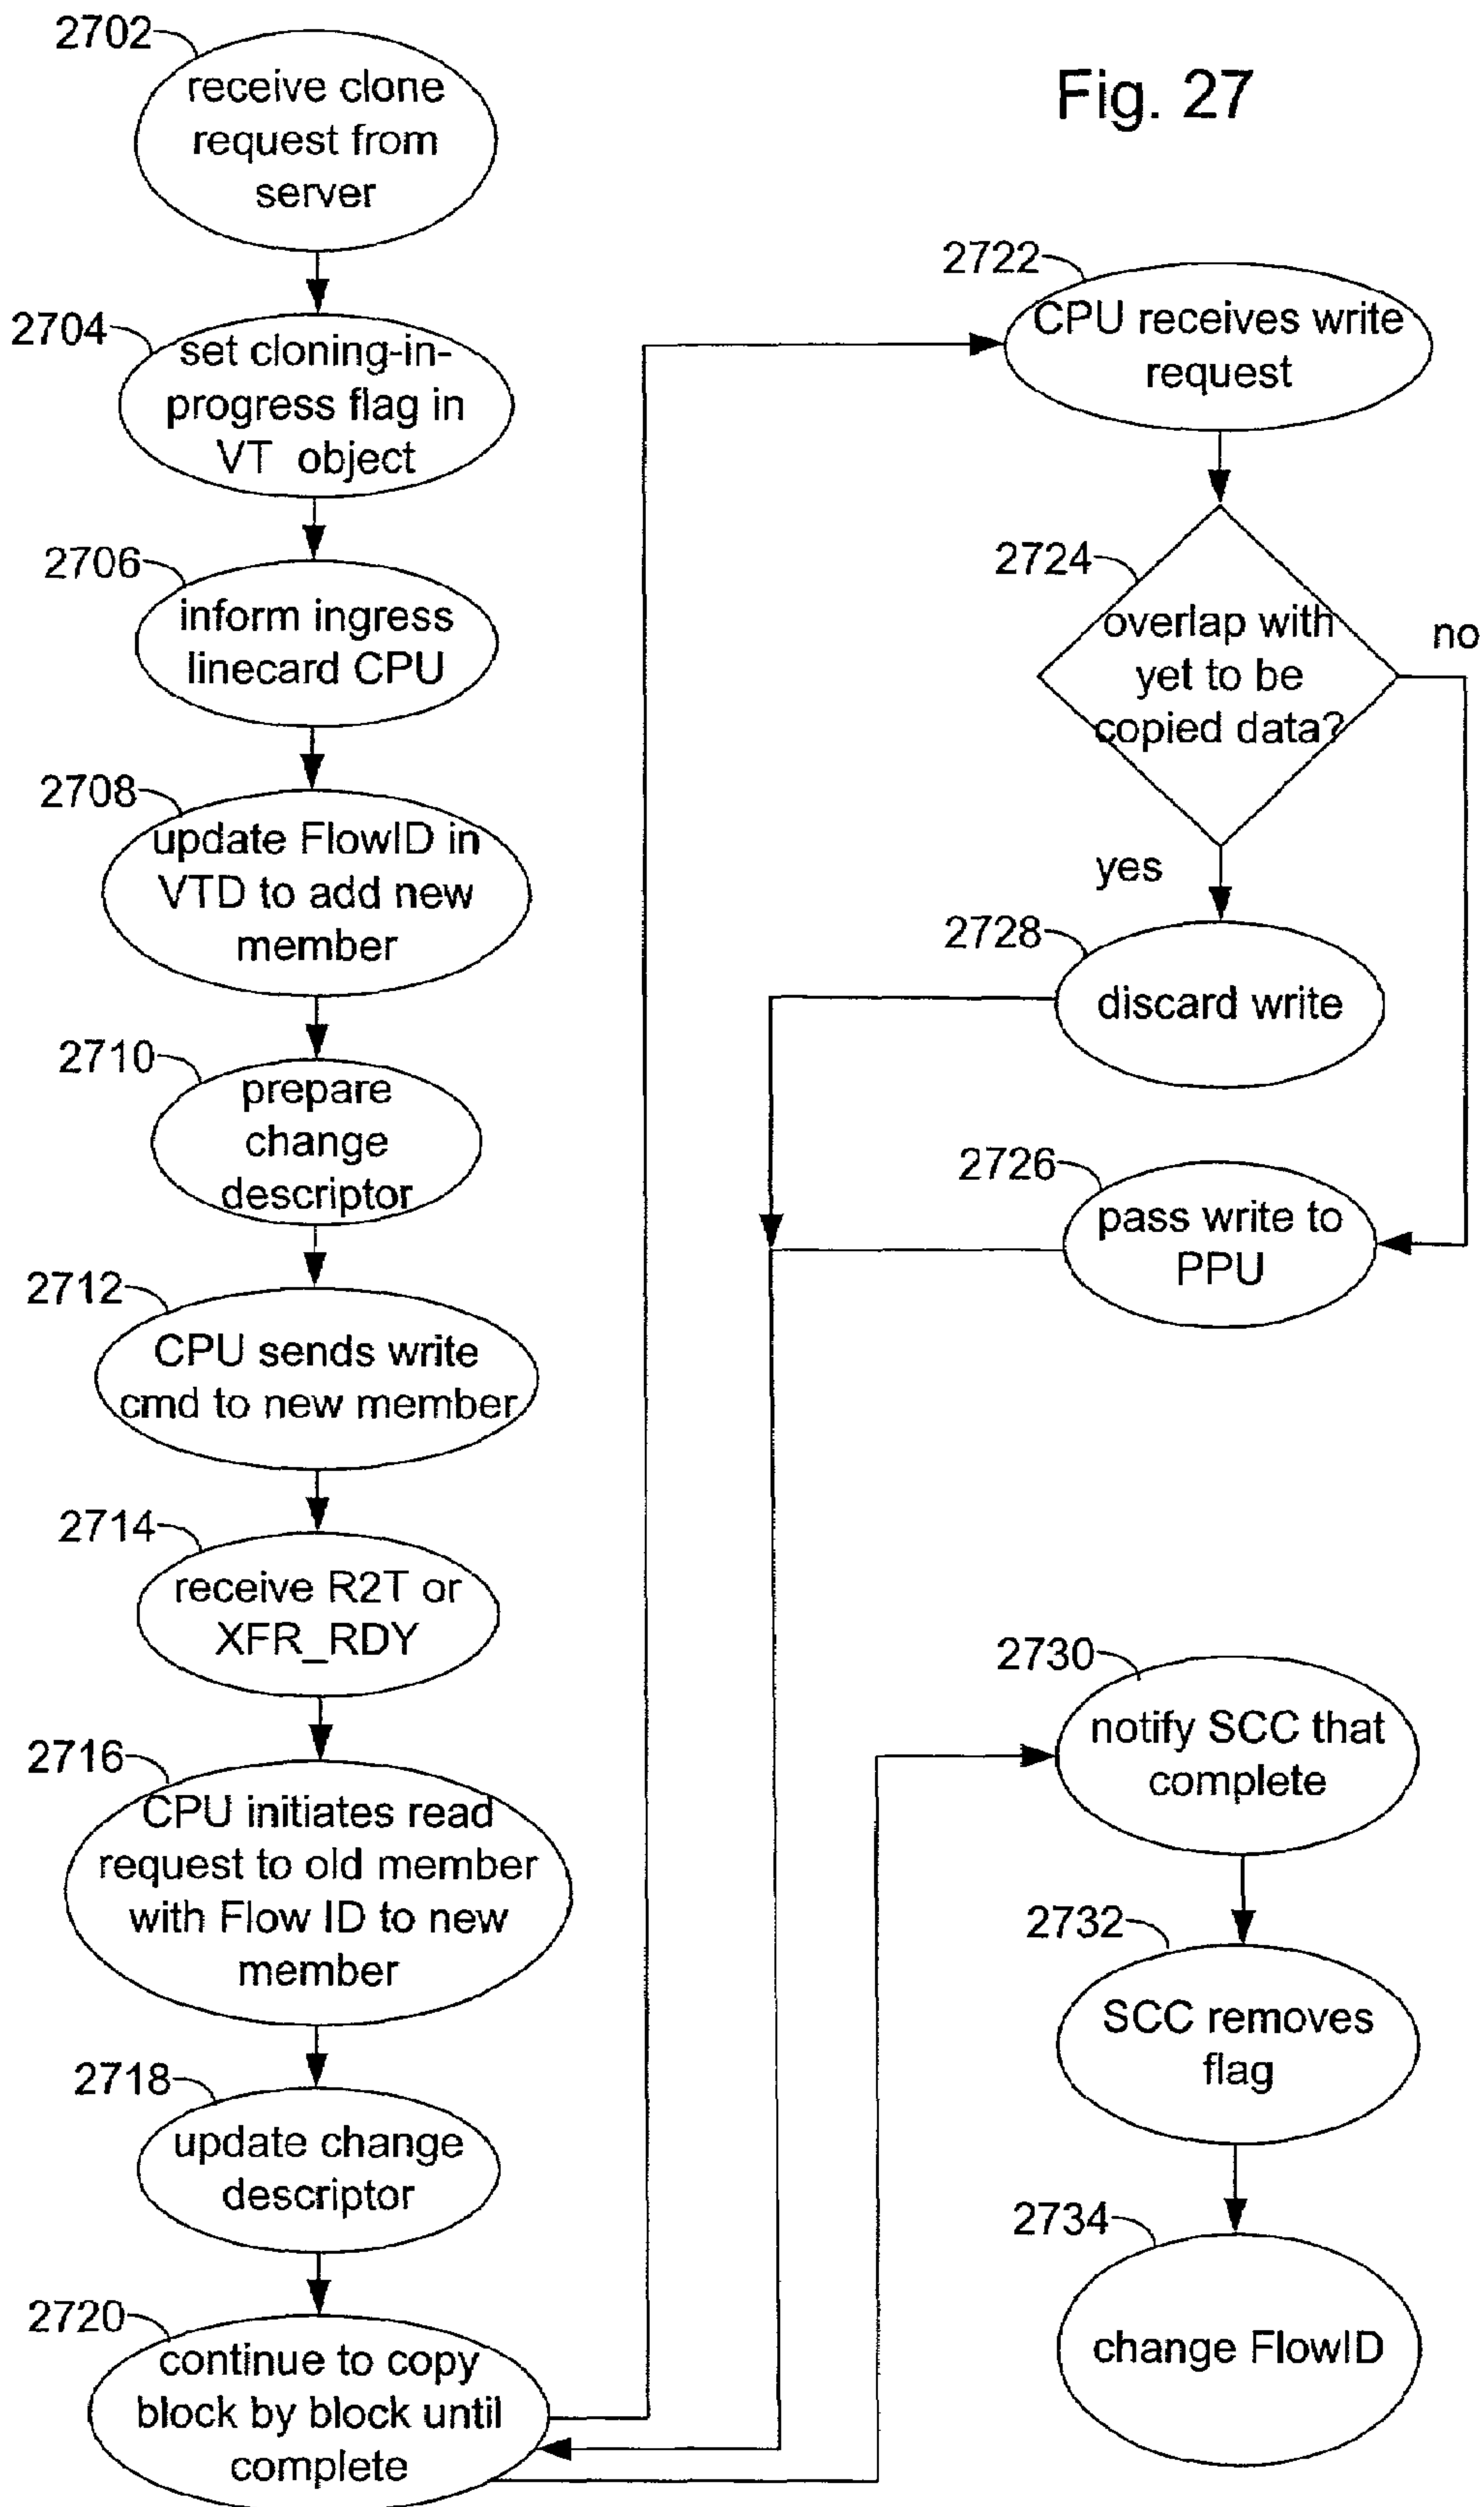 Fig. 27
2702
receive clone
request from
server
2704
set cloning-in-
progress flag in
VT object
2706
inform ingress
linecard CPU
2708
update FlowID in
VTD to add new
member
2710
prepare
change
descriptor
2712
CPU sends write
cmd to new member
2714
receive R2T or
XFR_RDY
2716
CPU initiates read
request to old member
with Flow ID to new
member
2718
update change
descriptor
2720
continue to copy
block by block until
complete
2722
CPU receives write
request
2724
overlap with
yet to be
copied data?
no
yes
2728
discard write
2726
pass write to
PPU
2730
notify SCC that
complete
2732
SCC removes
flag
2734
change FlowID